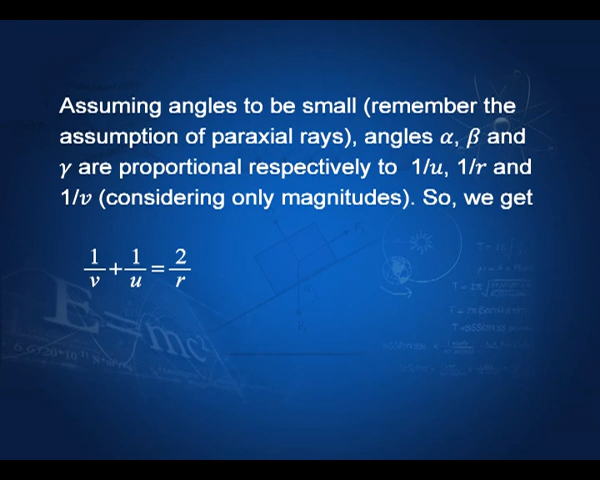 Assuming angles to be small (remember the
assumption of paraxial rays), angles α, β and
γ are proportional respectively to 1/u, 1/r and
1/v (considering only magnitudes). So, we get
1/v + 1/u = 2/r
E=mc²